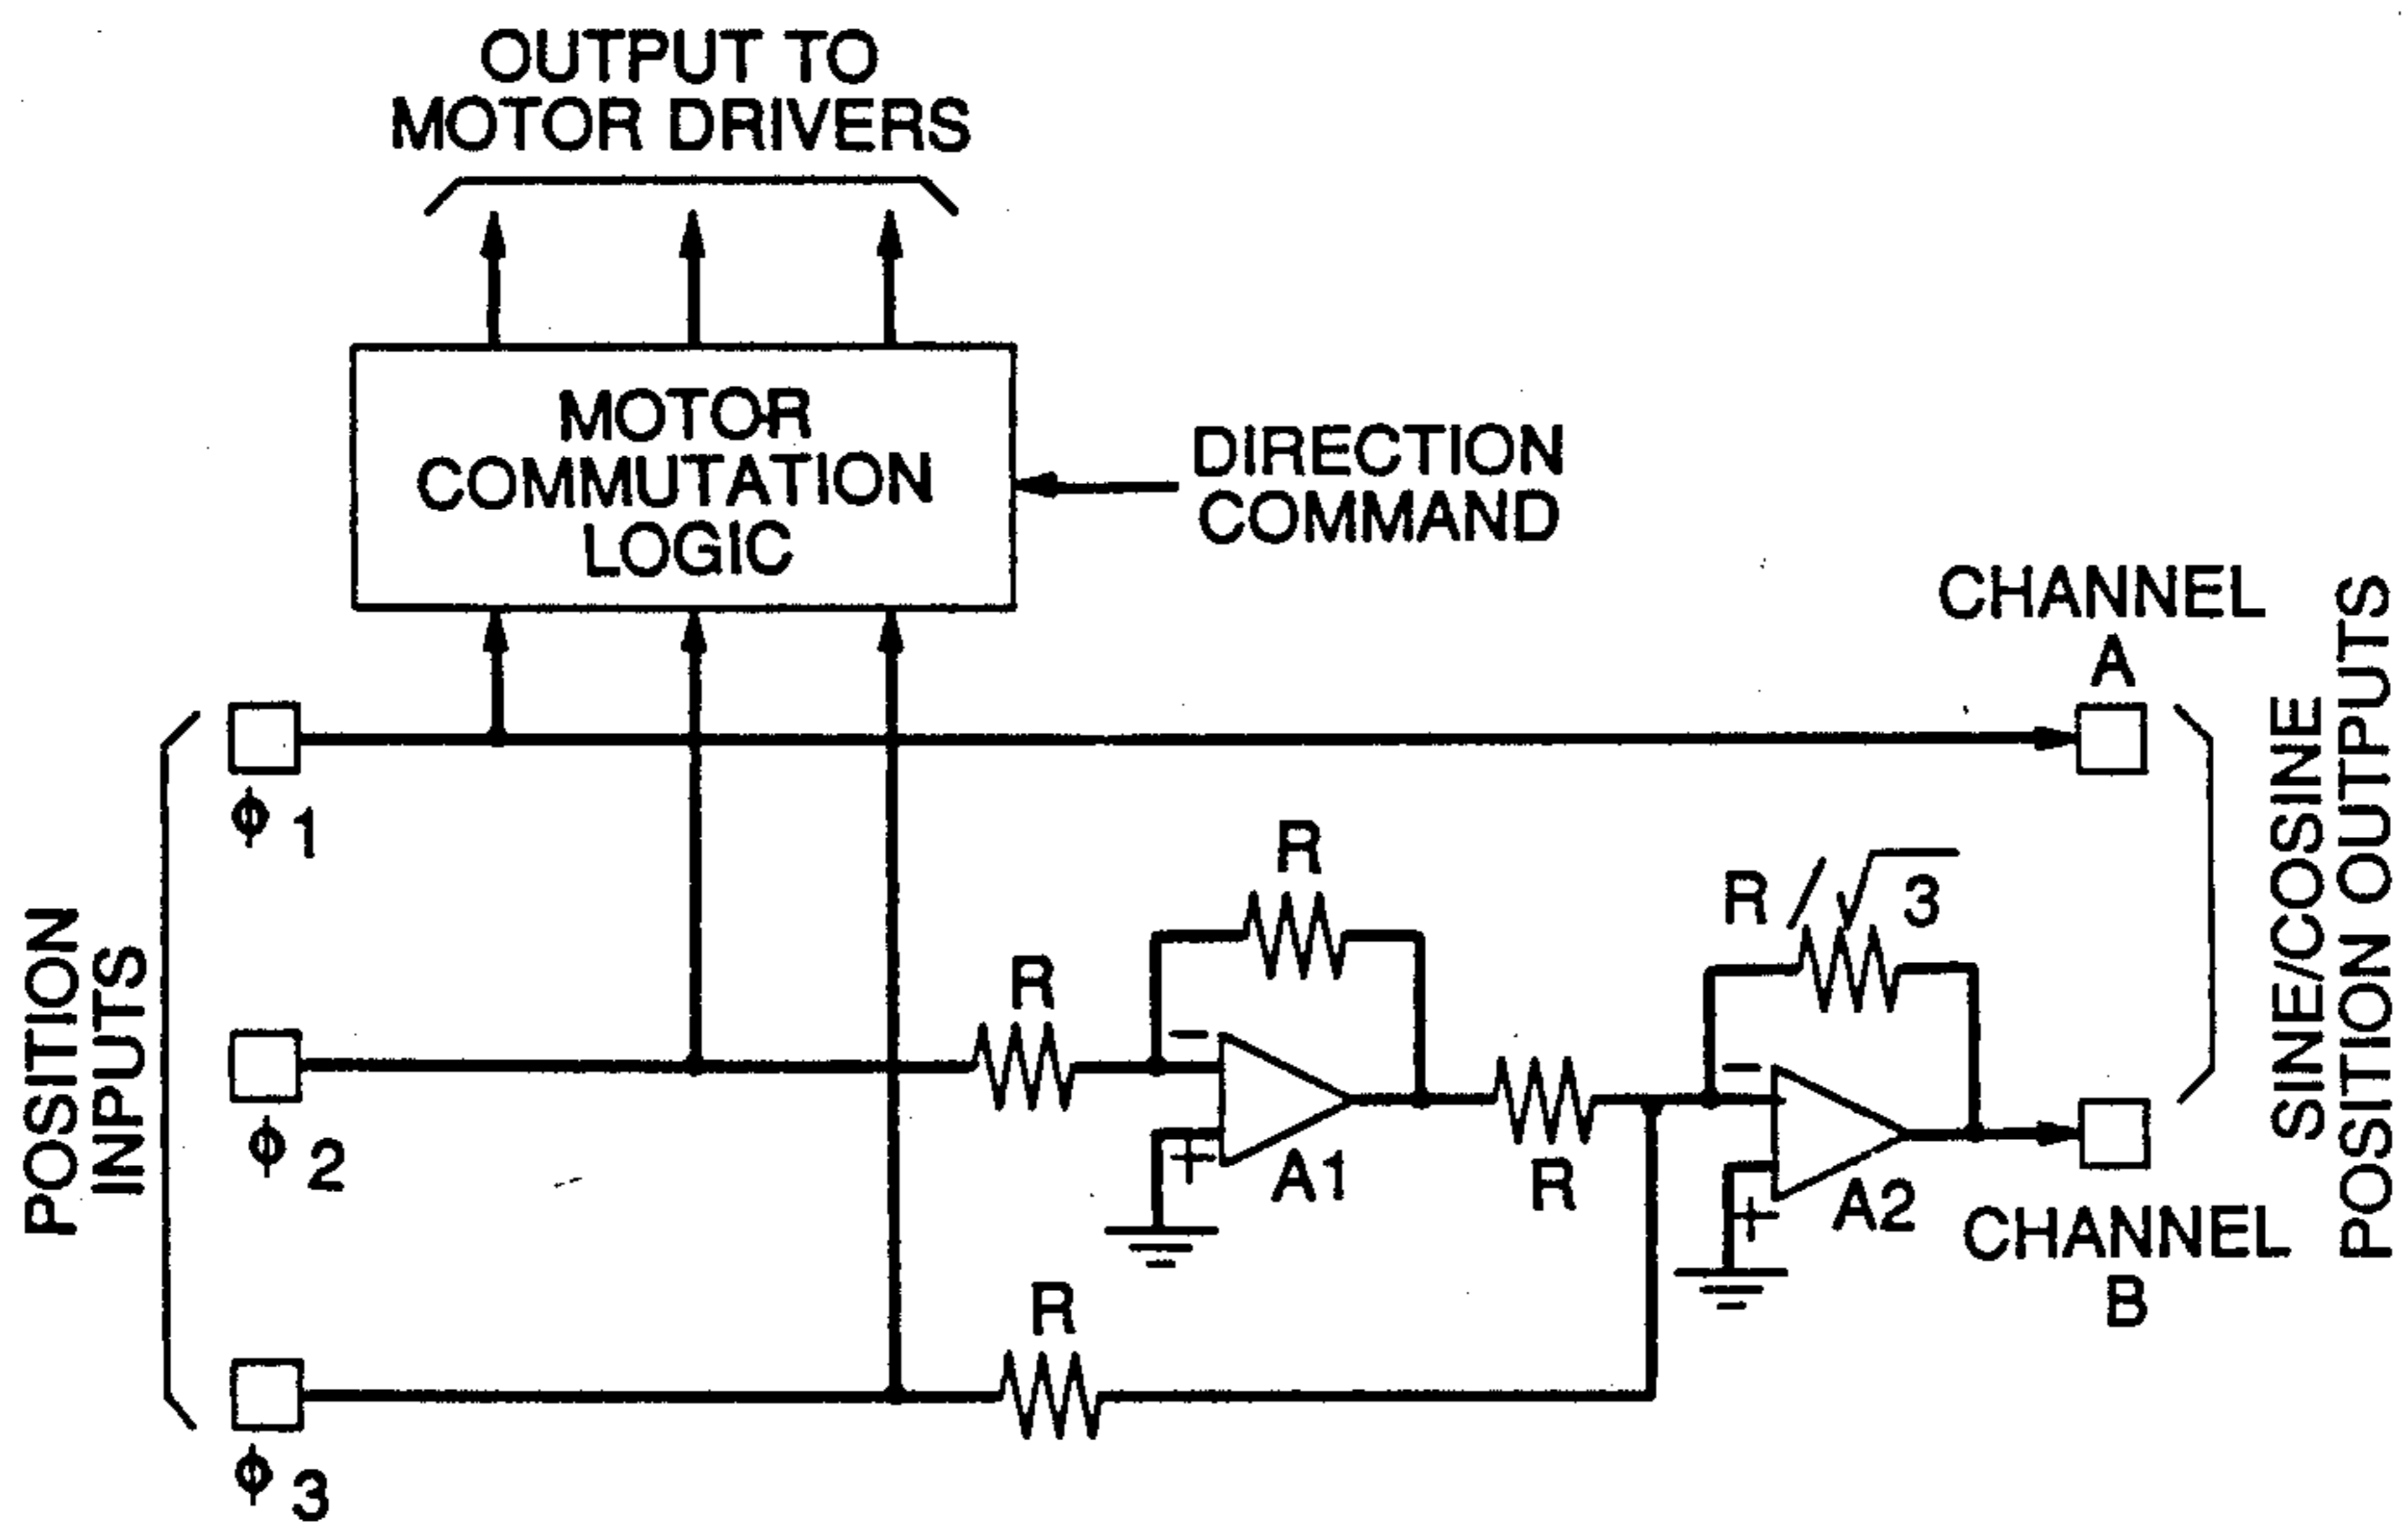 OUTPUT TO
MOTOR DRIVERS
MOTOR
COMMUTATION
LOGIC
DIRECTION
COMMAND
CHANNEL
A
SINE/COSINE
POSITION OUTPUTS
POSITION
INPUTS
ϕ 1
R
R/√3
R
−
−
ϕ 2
+
A1
R
+
A2
CHANNEL
B
R
ϕ 3